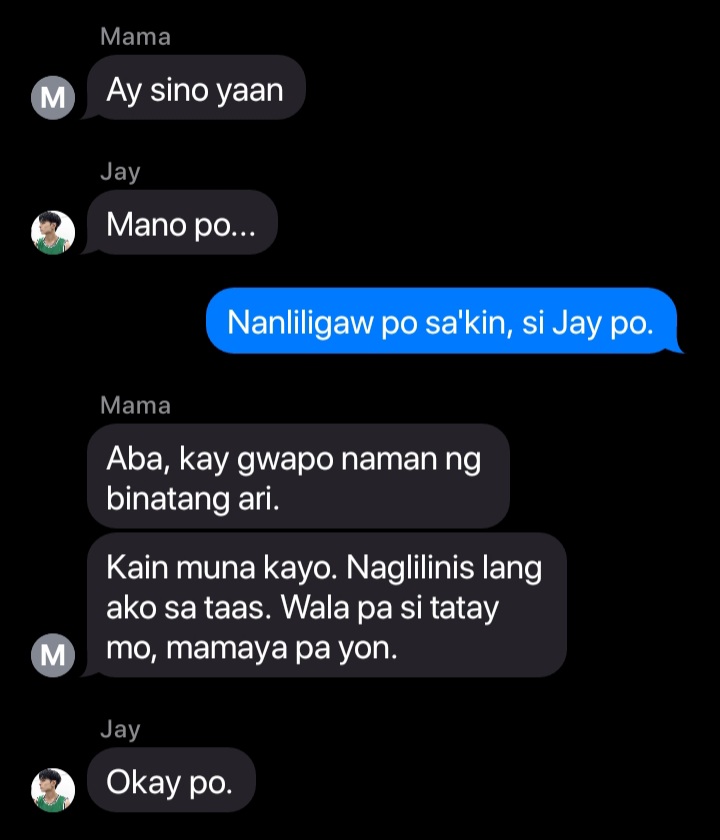 Mama
Ay sino yaan
M
Jay
Mano po...
Nanliligaw po sa'kin, si Jay po.
Mama
Aba, kay gwapo naman ng
binatang ari.
Kain muna kayo. Naglilinis lang
ako sa taas. Wala pa si tatay
mo, mamaya pa yon.
M
Jay
Okay po.